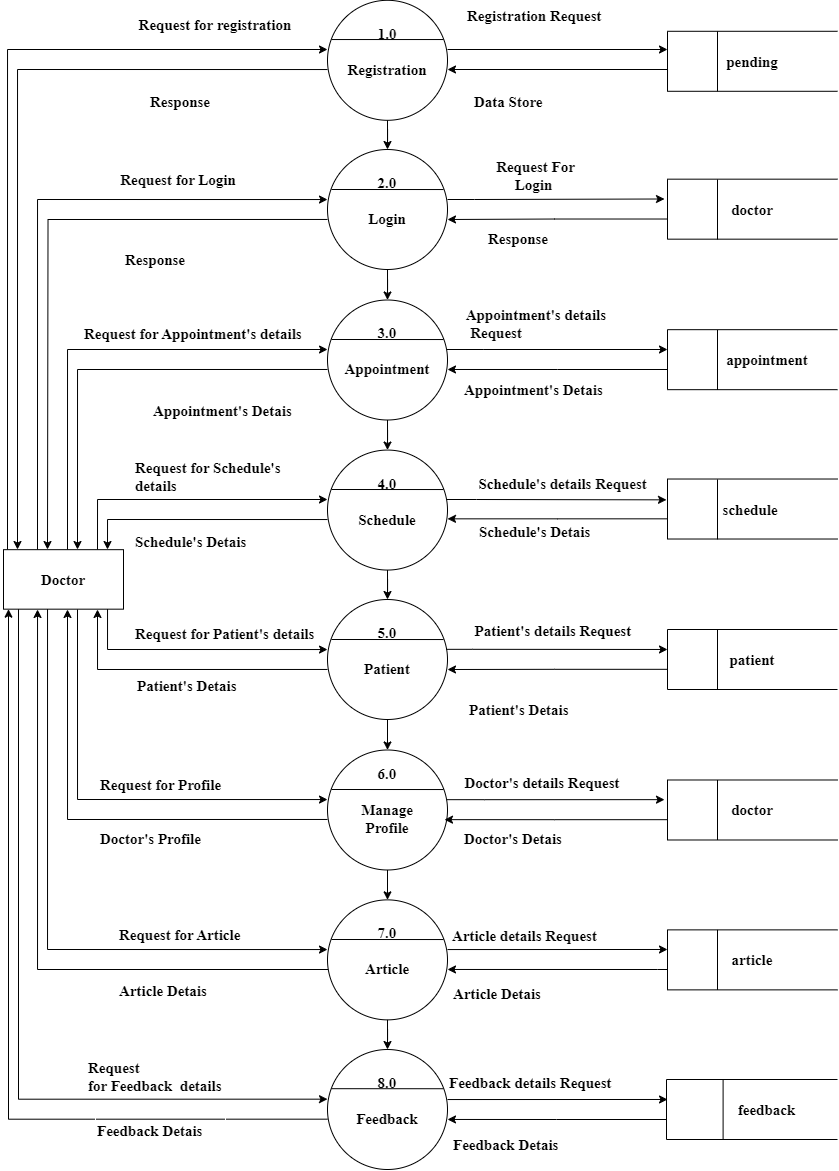 Registration Request
Request for registration
1.0
Registration
pending
Response
Data Store
Request For
Login
Request for Login
2.0
Login
doctor
Response
Response
Appointment's details
Request
Request for Appointment's details
3.0
Appointment
appointment
Appointment's Detais
Appointment's Detais
Request for Schedule's
details
4.0
Schedule's details Request
Schedule
schedule
Schedule's Detais
Schedule's Detais
Doctor
Request for Patient's details
5.0
Patient's details Request
Patient
patient
Patient's Detais
Patient's Detais
6.0
Request for Profile
Doctor's details Request
Manage
Profile
doctor
Doctor's Profile
Doctor's Detais
Request for Article
7.0
Article details Request
Article
article
Article Detais
Article Detais
Request
for Feedback  details
8.0
Feedback details Request
Feedback
feedback
Feedback Detais
Feedback Detais